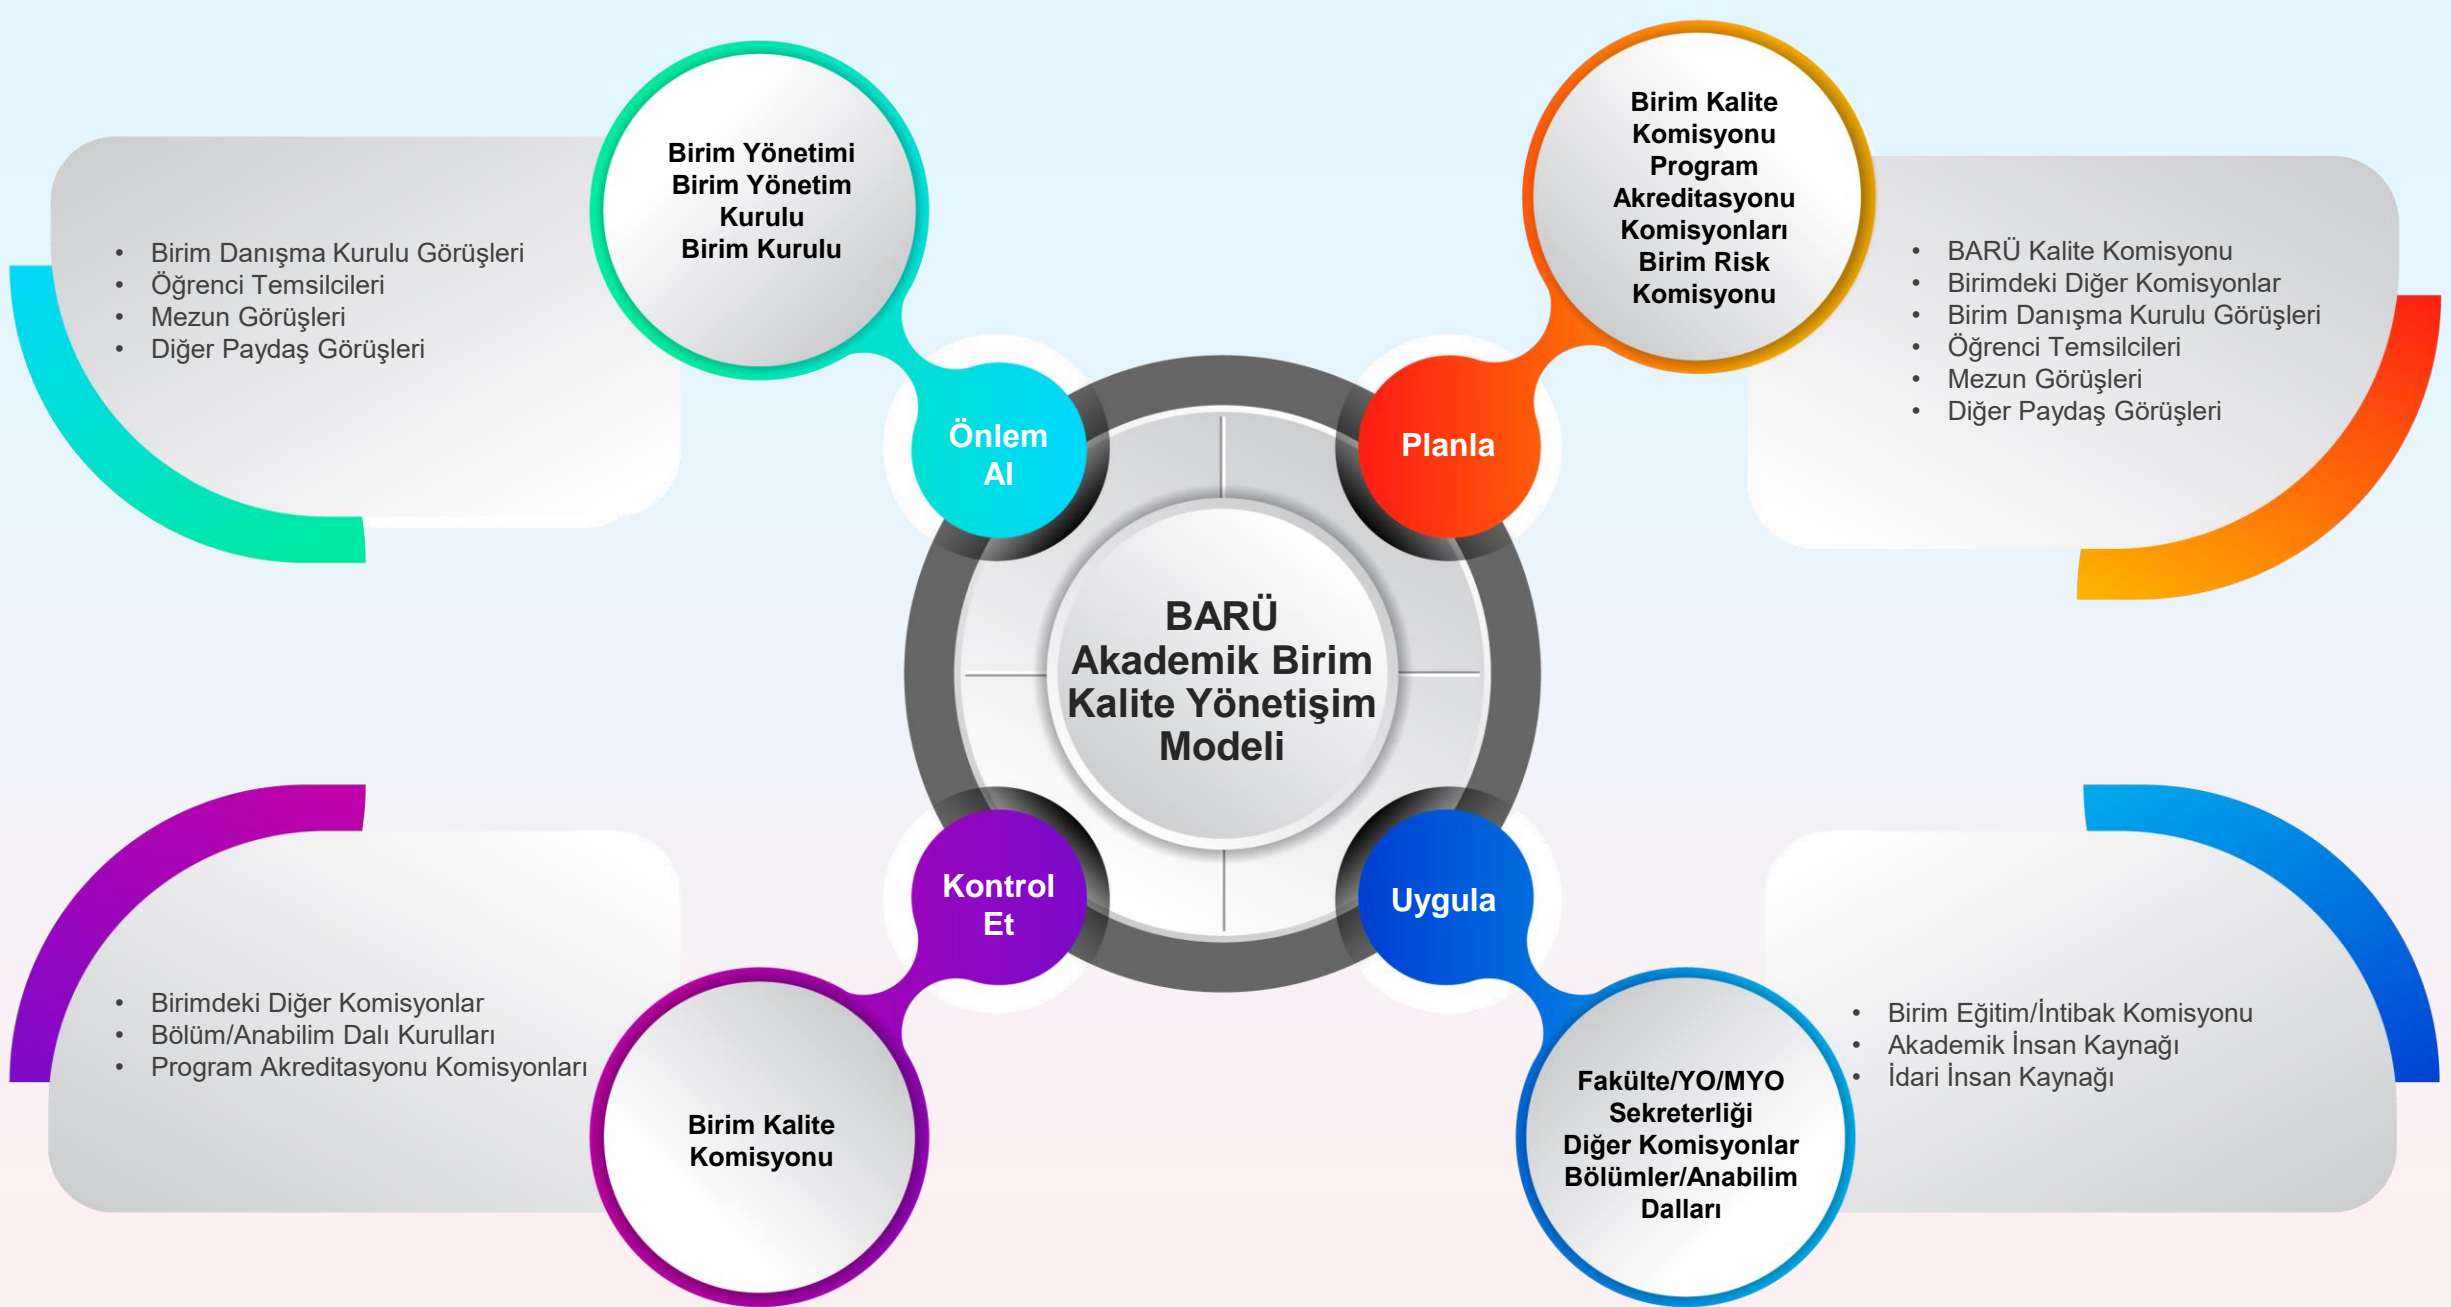 Birim Yönetimi
Birim Yönetim
Kurulu
Birim Kurulu
• Birim Danışma Kurulu Görüşleri
• Öğrenci Temsilcileri
• Mezun Görüşleri
• Diğer Paydaş Görüşleri
Önlem
Al
Birim Kalite
Komisyonu
Program
Akreditasyonu
Komisyonları
Birim Risk
Komisyonu
• BARÜ Kalite Komisyonu
• Birimdeki Diğer Komisyonlar
• Birim Danışma Kurulu Görüşleri
• Öğrenci Temsilcileri
• Mezun Görüşleri
• Diğer Paydaş Görüşleri
Planla
BARÜ
Akademik Birim
Kalite Yönetişim
Modeli
Kontrol
Et
• Birimdeki Diğer Komisyonlar
• Bölüm/Anabilim Dalı Kurulları
• Program Akreditasyonu Komisyonları
Birim Kalite
Komisyonu
Uygula
Fakülte/YO/MYO
Sekreterliği
Diğer Komisyonlar
Bölümler/Anabilim
Dalları
• Birim Eğitim/İntibak Komisyonu
• Akademik İnsan Kaynağı
• İdari İnsan Kaynağı